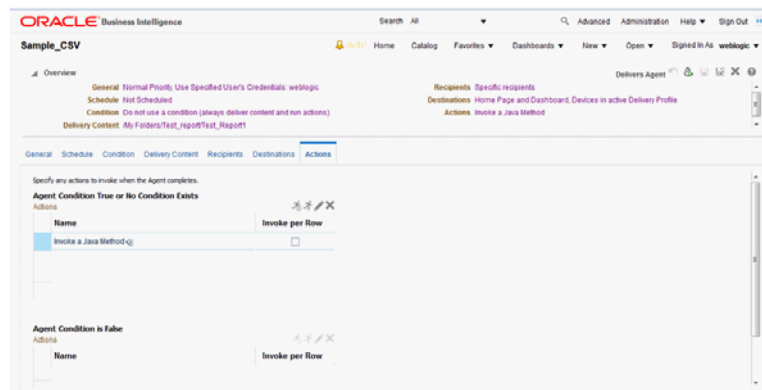 ORACLE Business Intelligence
Search All
Advanced Administration Help Sign Out
Sample_CSV
Home Catalog Favorites Dashboards New Open Signed In As weblogic
Overview
Delivers Agent
General Normal Priority, Use Specified User's Credentials: weblogic
Schedule Not Scheduled
Condition Do not use a condition (always deliver content and run actions)
Delivery Content /My Folders/Test_report/Test_Report1
Recipients Specific recipients
Destinations Home Page and Dashboard, Devices in active Delivery Profile
Actions Invoke a Java Method
General Schedule Condition Delivery Content Recipients Destinations Actions
Specify any actions to invoke when the Agent completes.
Agent Condition True or No Condition Exists
Actions
Name Invoke per Row
Invoke a Java Method
Agent Condition is False
Actions
Name Invoke per Row